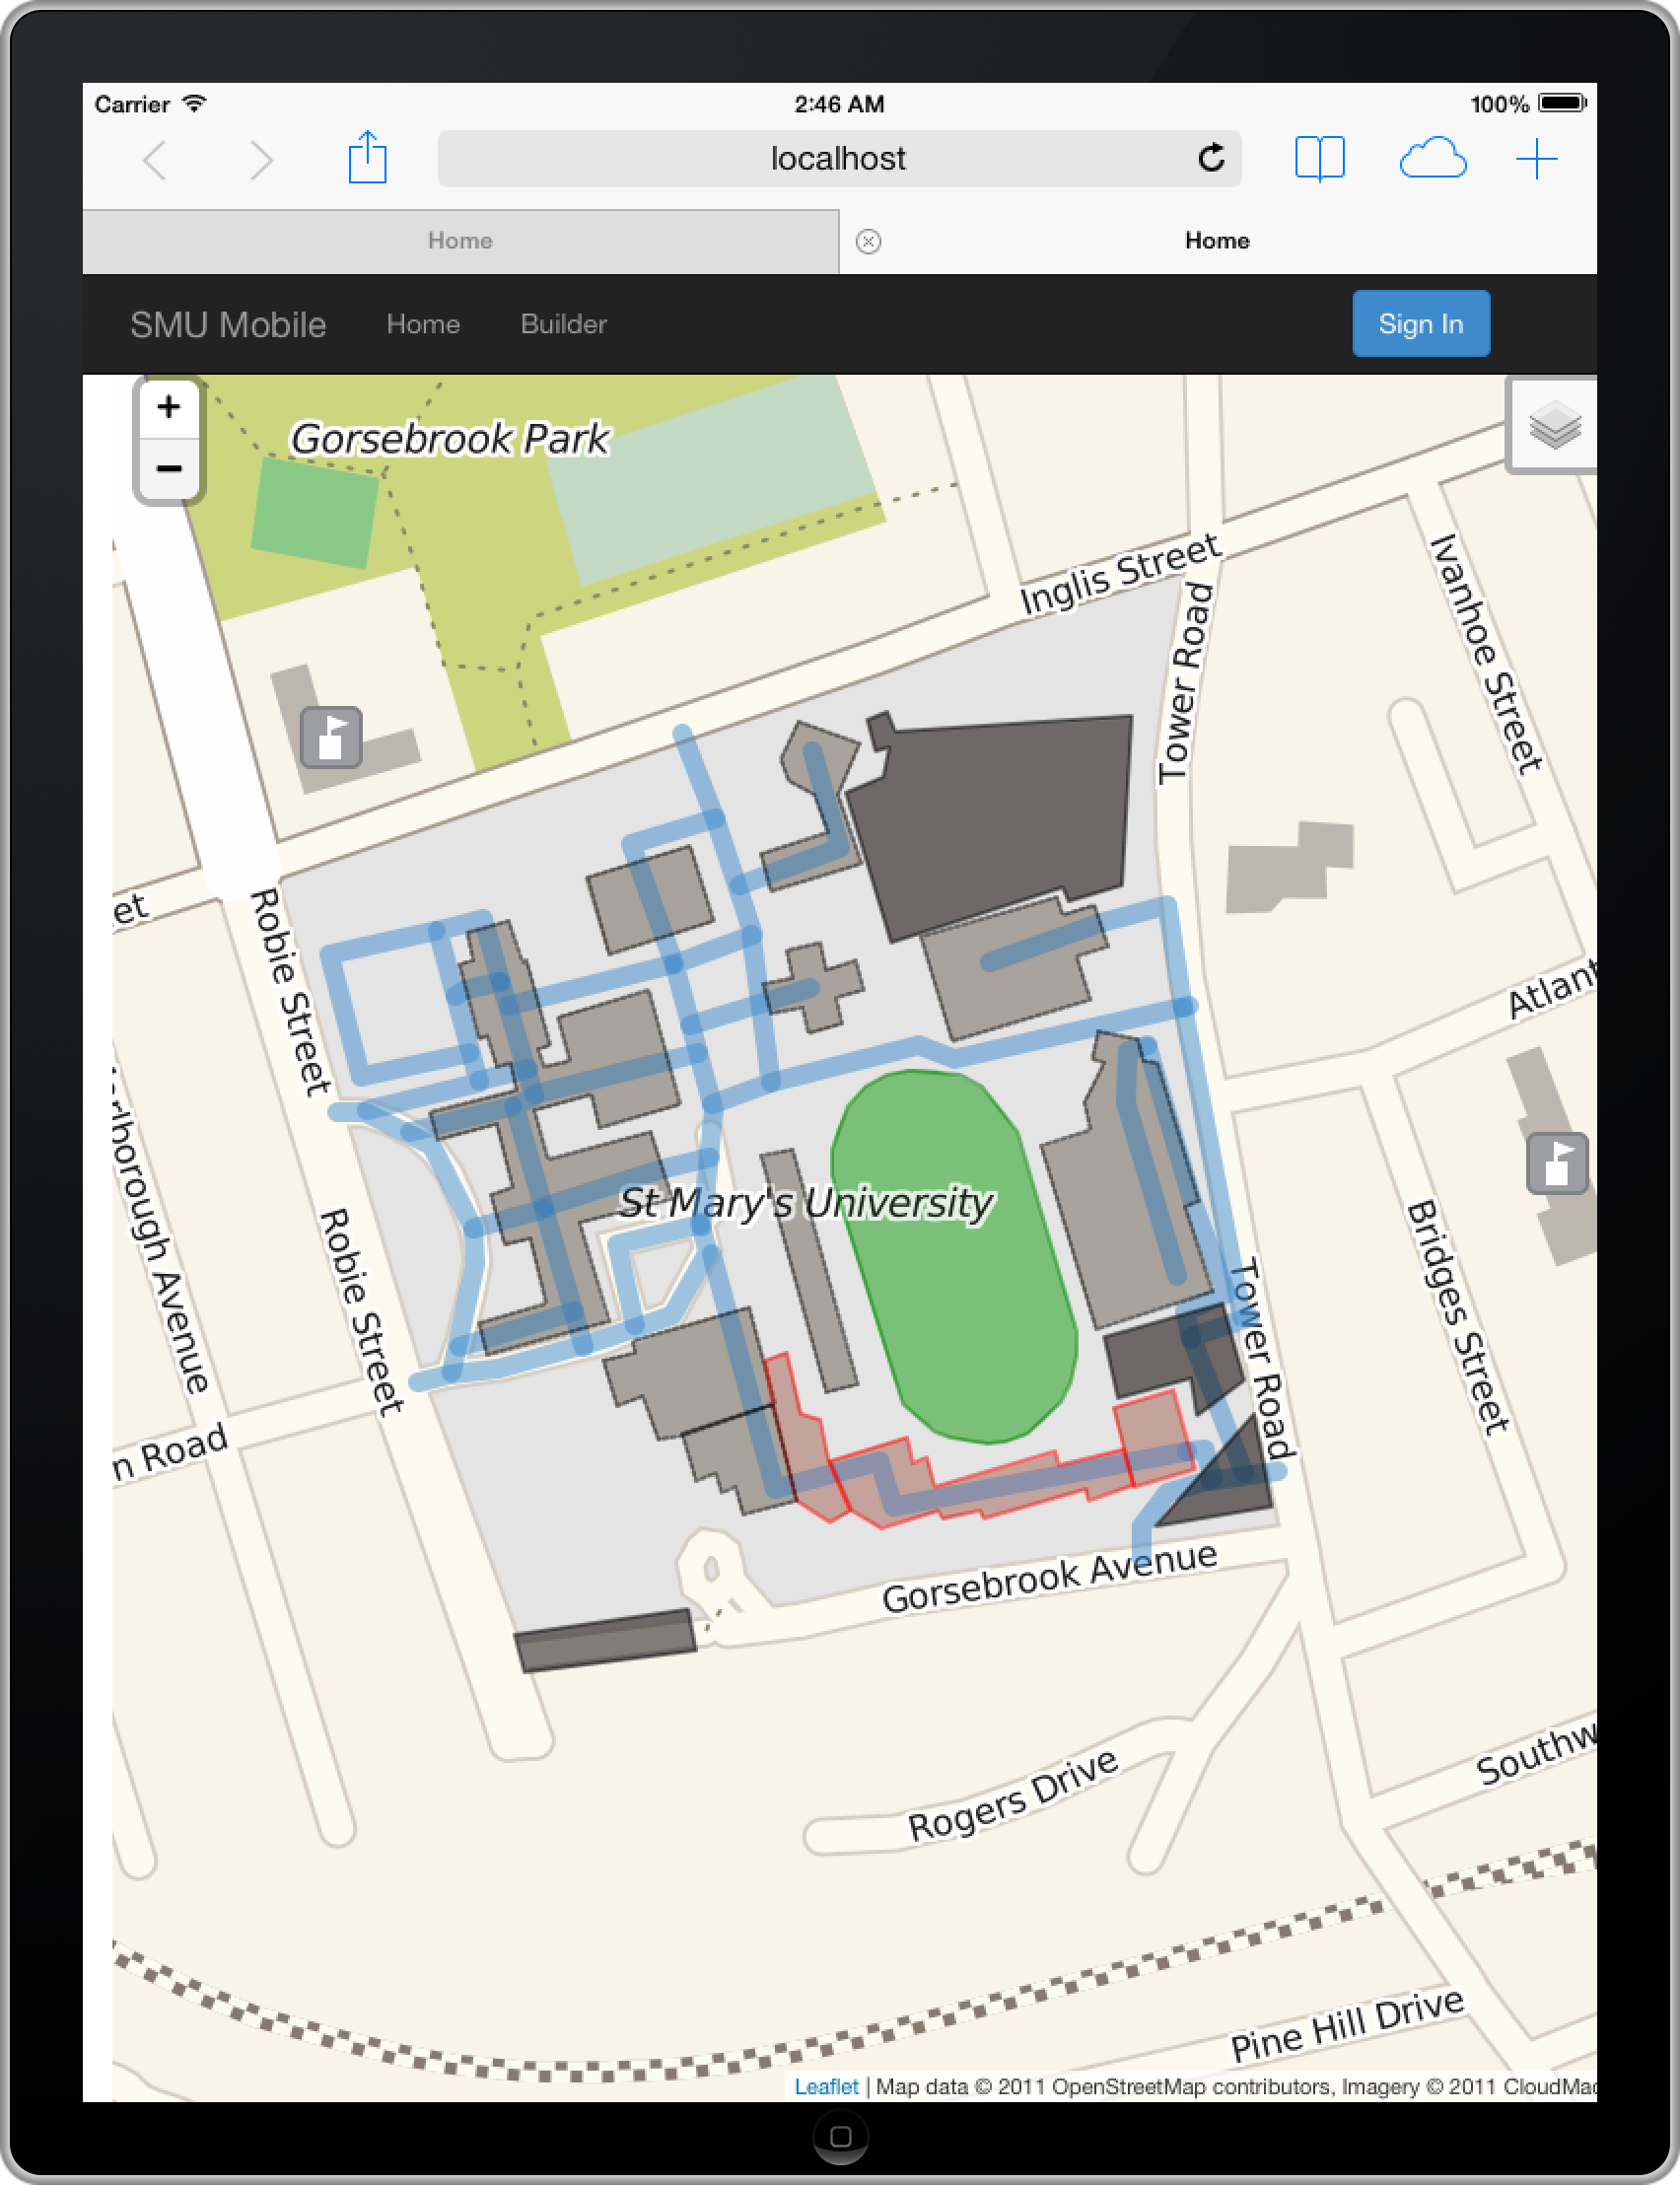 Carrier 2:46 AM 100%
localhost
Home Home
SMU Mobile Home Builder Sign In
+
−
Gorsebrook Park
Inglis Street
Ivanhoe Street
Tower Road
et
Robie Street
Atlant
St Mary's University
Robie Street
Marlborough Avenue
Bridges Street
Tower Road
n Road
Gorsebrook Avenue
Rogers Drive
Southw
Pine Hill Drive
Leaflet | Map data © 2011 OpenStreetMap contributors, Imagery © 2011 CloudMad